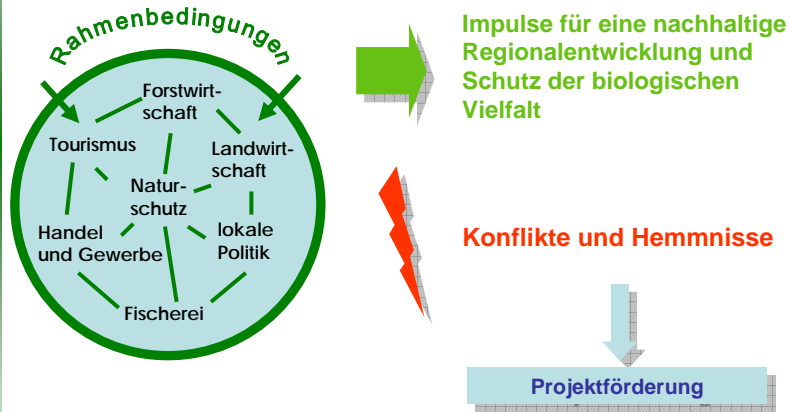 Rahmenbedingungen
Forstwirt-
schaft
Tourismus
Landwirt-
schaft
Natur-
schutz
Handel
und Gewerbe
lokale
Politik
Fischerei
Impulse für eine nachhaltige
Regionalentwicklung und
Schutz der biologischen
Vielfalt
Konflikte und Hemmnisse
Projektförderung